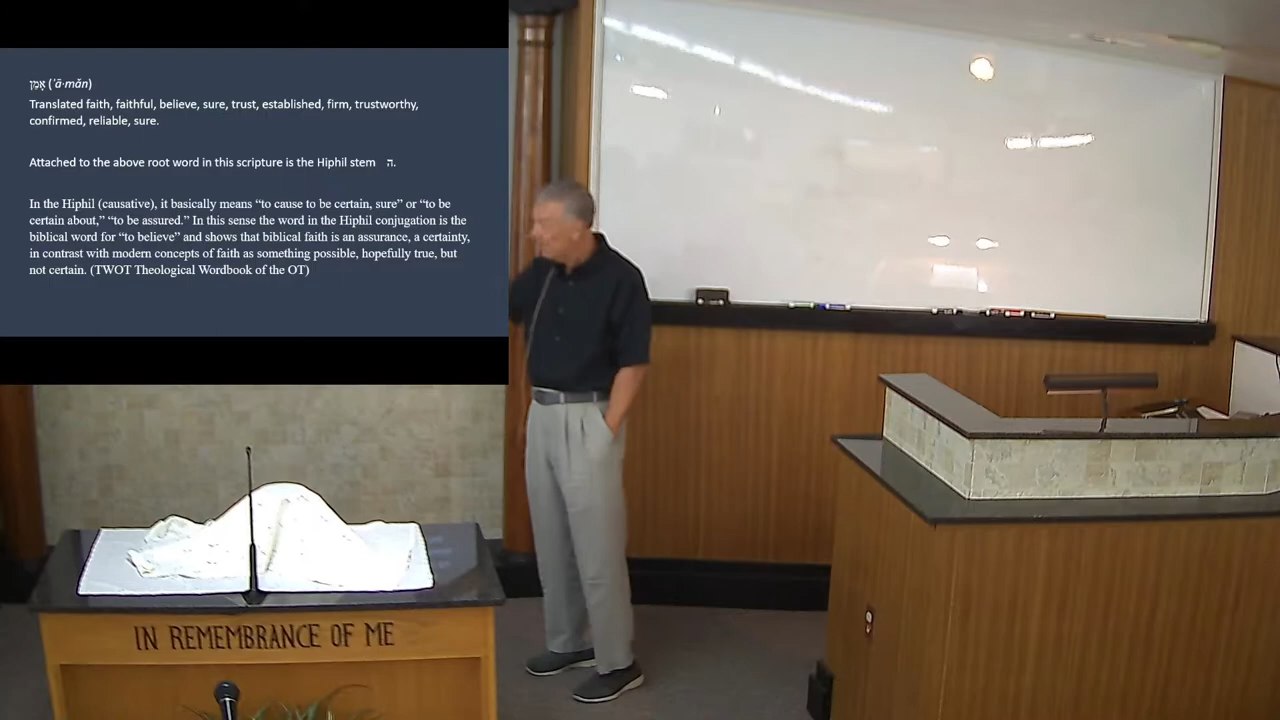 אָמַן (ʾā·mǎn)
Translated faith, faithful, believe, sure, trust, established, firm, trustworthy,
confirmed, reliable, sure.
Attached to the above root word in this scripture is the Hiphil stem ה.
In the Hiphil (causative), it basically means “to cause to be certain, sure” or “to be
certain about,” “to be assured.” In this sense the word in the Hiphil conjugation is the
biblical word for “to believe” and shows that biblical faith is an assurance, a certainty,
in contrast with modern concepts of faith as something possible, hopefully true, but
not certain. (TWOT Theological Wordbook of the OT)
IN REMEMBRANCE OF ME